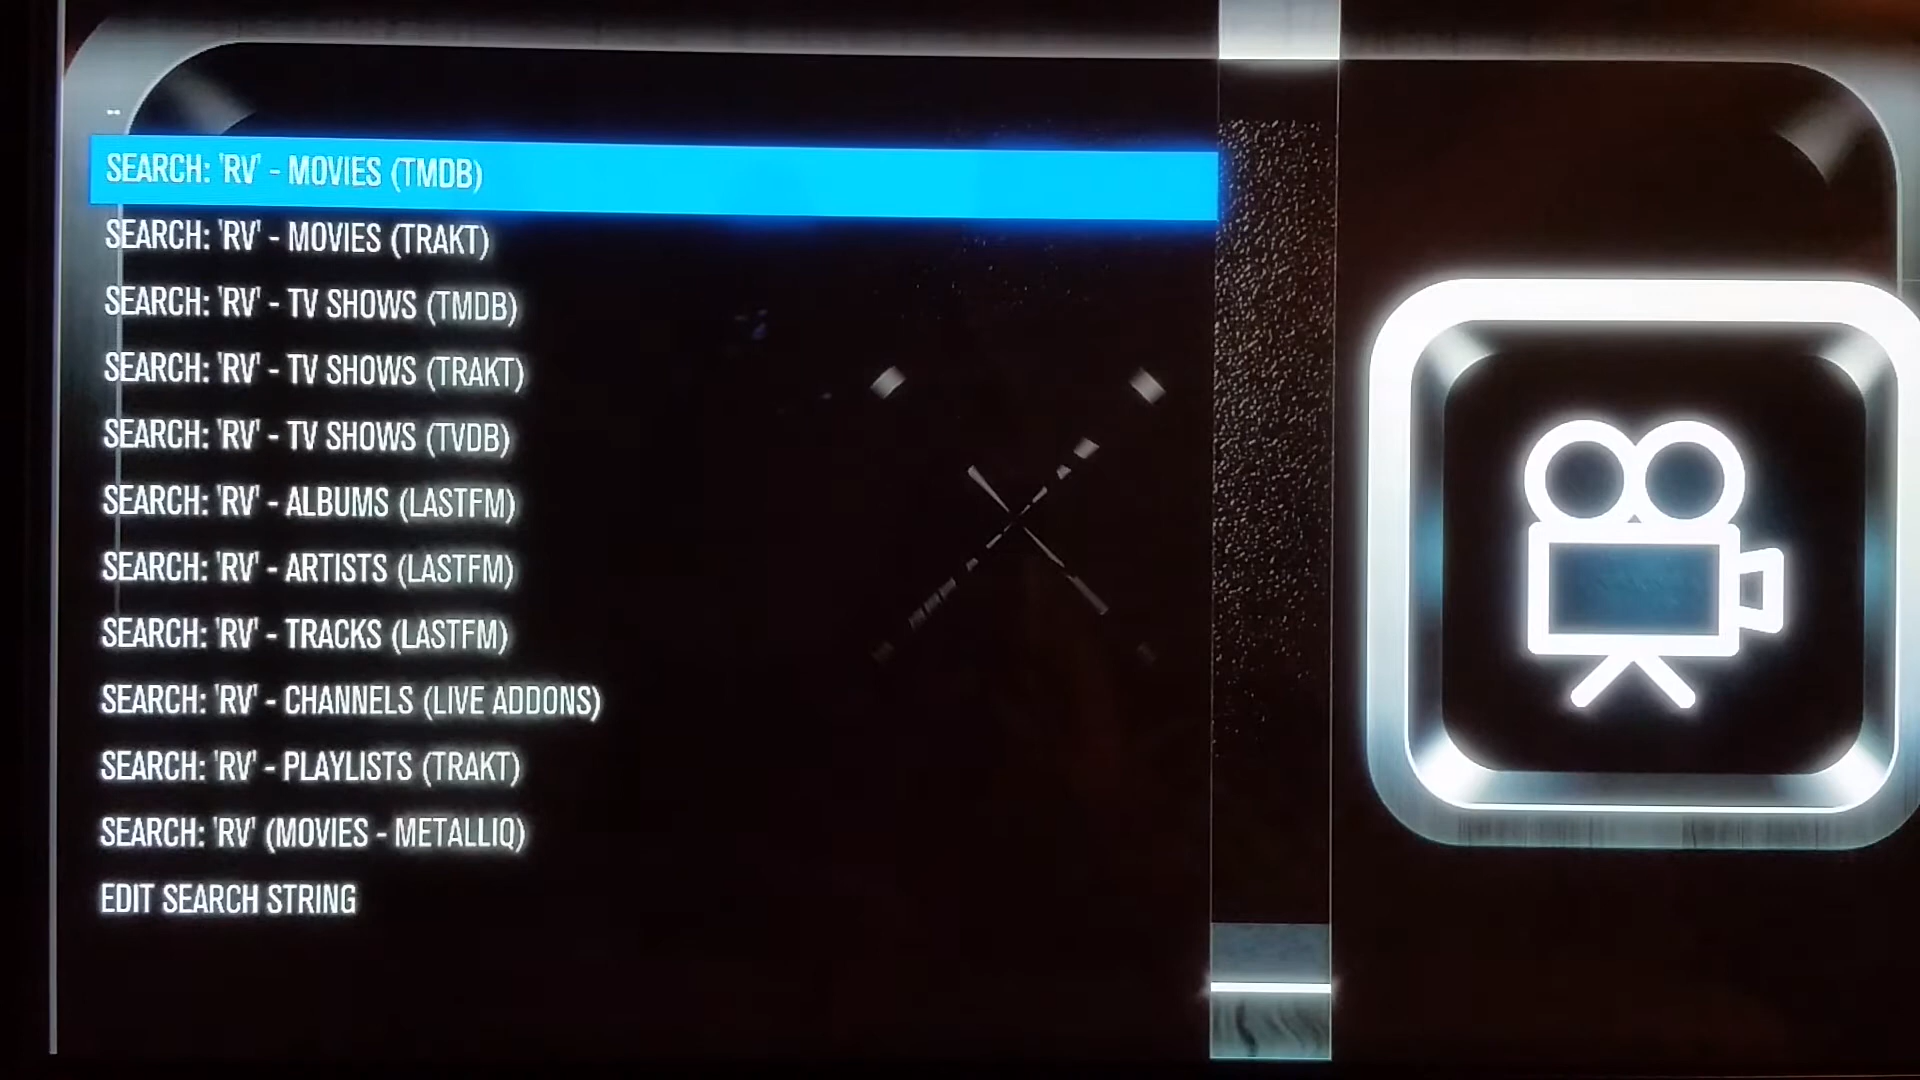 ..
SEARCH: 'RV' - MOVIES (TMDB)
SEARCH: 'RV' - MOVIES (TRAKT)
SEARCH: 'RV' - TV SHOWS (TMDB)
SEARCH: 'RV' - TV SHOWS (TRAKT)
SEARCH: 'RV' - TV SHOWS (TVDB)
SEARCH: 'RV' - ALBUMS (LASTFM)
SEARCH: 'RV' - ARTISTS (LASTFM)
SEARCH: 'RV' - TRACKS (LASTFM)
SEARCH: 'RV' - CHANNELS (LIVE ADDONS)
SEARCH: 'RV' - PLAYLISTS (TRAKT)
SEARCH: 'RV' (MOVIES - METALLIQ)
EDIT SEARCH STRING